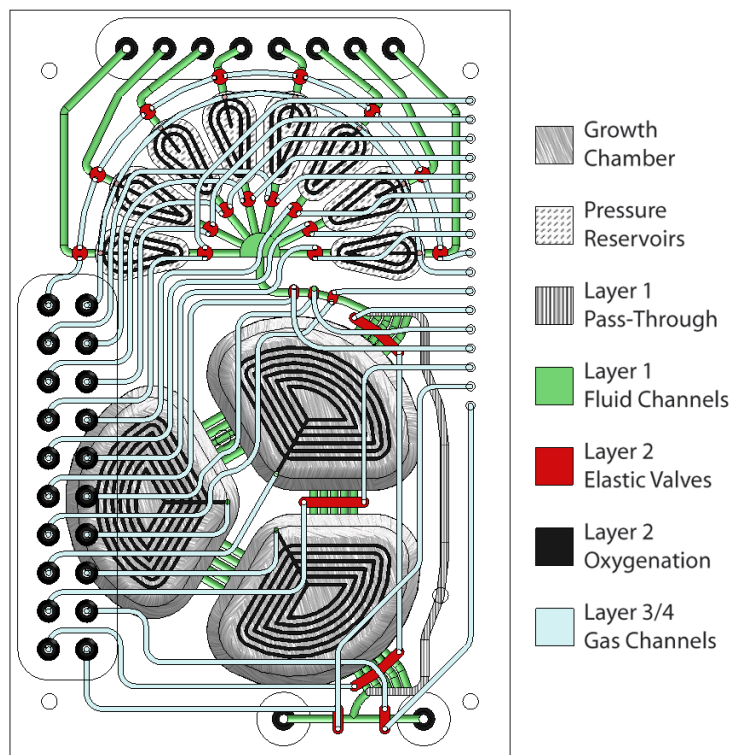 Growth
Chamber
Pressure
Reservoirs
Layer 1
Pass-Through
Layer 1
Fluid Channels
Layer 2
Elastic Valves
Layer 2
Oxygenation
Layer 3/4
Gas Channels